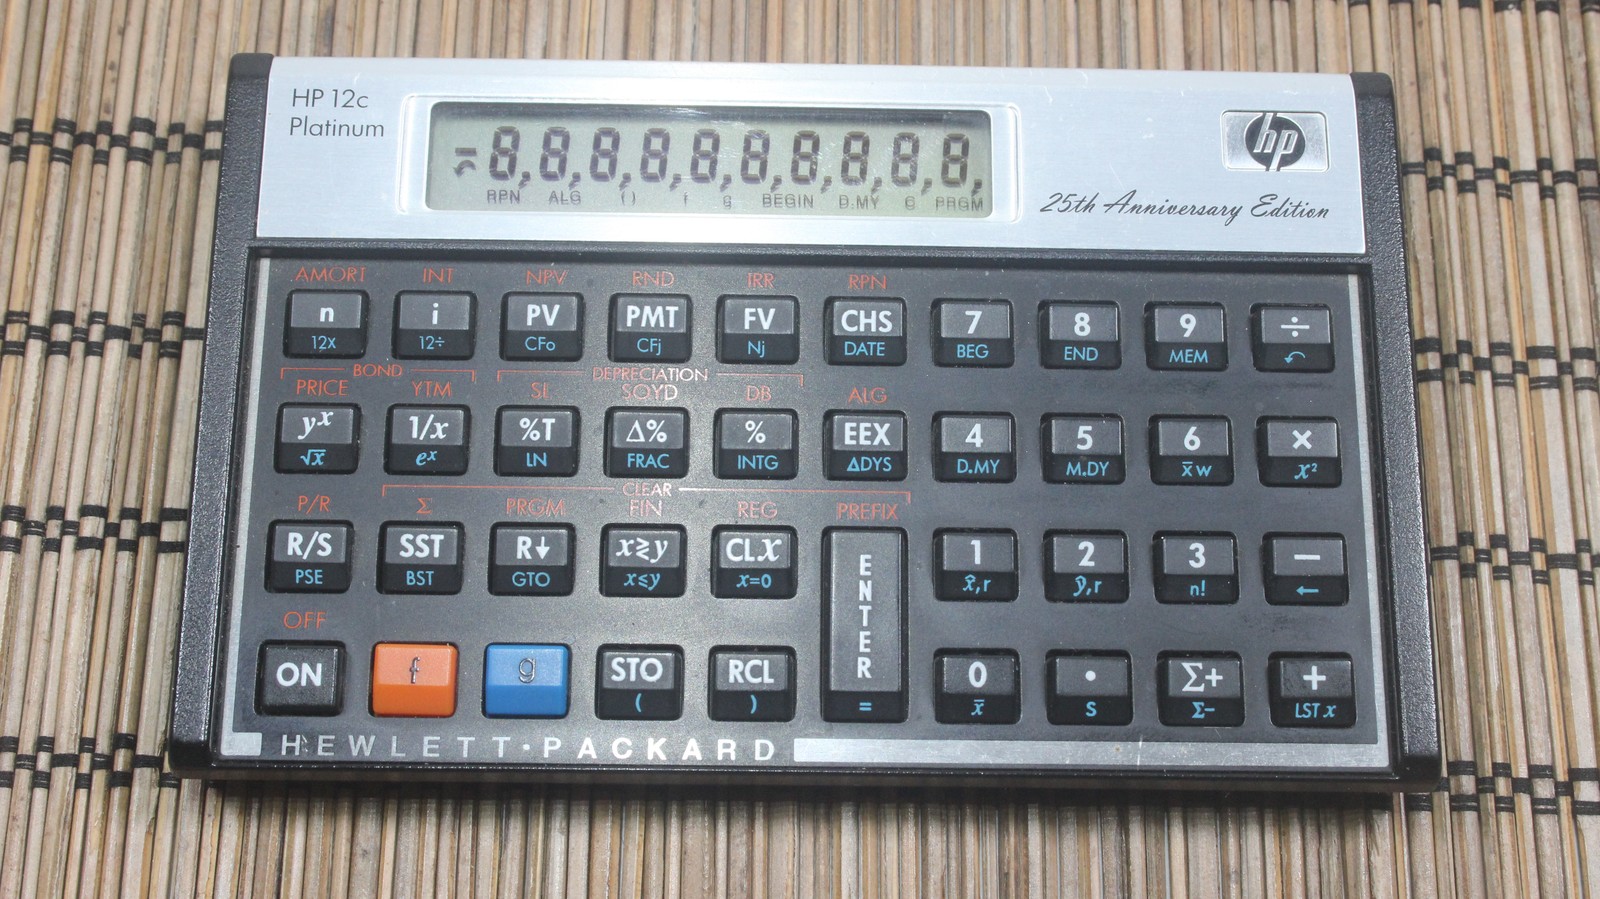 HP 12c
Platinum
-8,8,8,8,8,8,8,8,8,8,
RPN ALG () f g BEGIN D.MY C PRGM
hp
25th Anniversary Edition
AMORT INT NPV RND IRR RPN
n i PV PMT FV CHS 7 8 9 ÷
12x 12÷ CFo CFj Nj DATE BEG END MEM ↶
BOND DEPRECIATION
PRICE YTM SL SOYD DB ALG
yˣ 1/x %T Δ% % EEX 4 5 6 ×
√x eˣ LN FRAC INTG ΔDYS D.MY M.DY x̄w x²
CLEAR
P/R Σ PRGM FIN REG PREFIX
R/S SST R↓ x≷y CLx ENTER 1 2 3 −
PSE BST GTO x≤y x=0 x̂,r ŷ,r n! ←
OFF
ON f g STO RCL 0 • Σ+ +
( ) = x̄ s Σ− LST x
HEWLETT·PACKARD